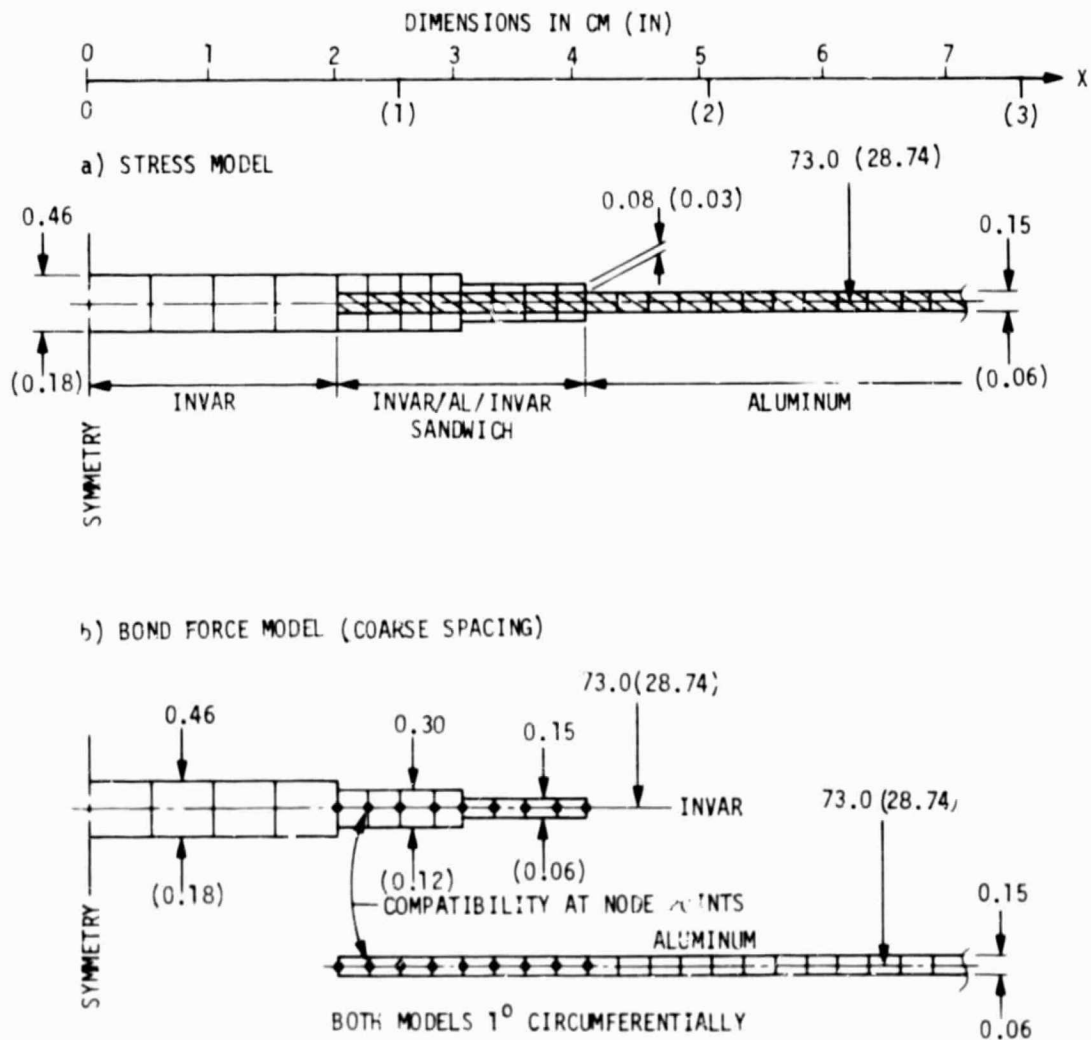 DIMENSIONS IN CM (IN)
0 1 2 3 4 5 6 7
X
0 (1) (2) (3)
a) STRESS MODEL
73.0 (28.74)
0.08 (0.03)
0.46
0.15
(0.18)
(0.06)
INVAR
INVAR/AL/INVAR
SANDWICH
ALUMINUM
SYMMETRY
b) BOND FORCE MODEL (COARSE SPACING)
73.0(28.74)
0.46
0.30
0.15
INVAR
73.0(28.74)
(0.18)
(0.12)
(0.06)
COMPATIBILITY AT NODE POINTS
0.15
ALUMINUM
SYMMETRY
BOTH MODELS 1° CIRCUMFERENTIALLY
0.06